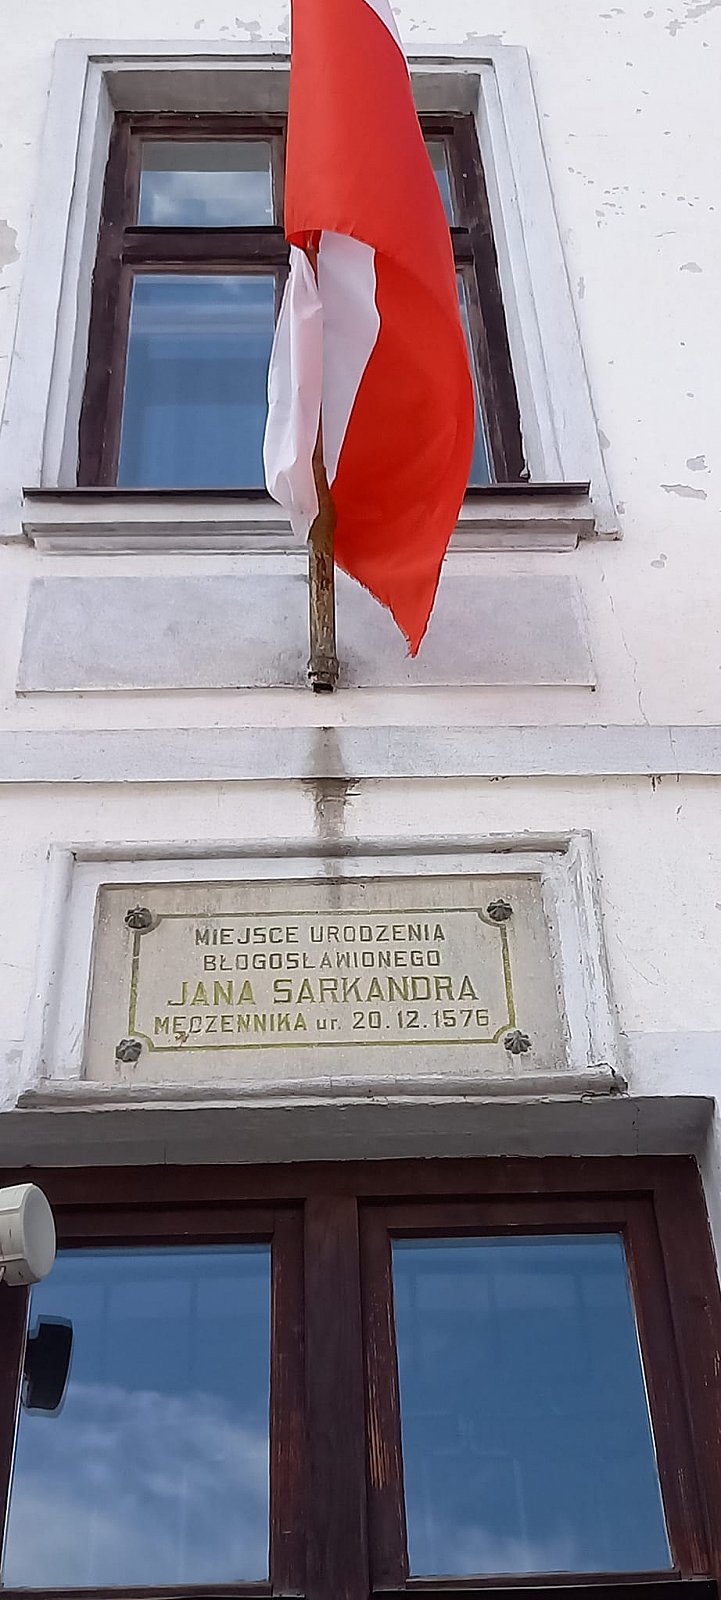 MIEJSCE URODZENIA
BŁOGOSŁAWIONEGO
JANA SARKANDRA
MĘCZENNIKA ur. 20.12.1576